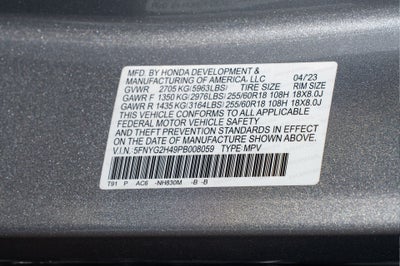 MFD. BY HONDA DEVELOPMENT &
MANUFACTURING OF AMERICA, LLC 04/23
GVWR 2705 KG(5963LBS) TIRE SIZE RIM SIZE
GAWR F 1350 KG(2976LBS) 255/60R18 108H 18X8.0J
GAWR R 1435 KG(3164LBS) 255/60R18 108H 18X8.0J
THIS VEHICLE CONFORMS TO ALL APPLICABLE
FEDERAL MOTOR VEHICLE SAFETY STANDARDS IN EFFECT
ON THE DATE OF MANUFACTURE SHOWN ABOVE.
V.I.N. 5FNYG2H49PB008059 TYPE: MPV
T91 P AC6 -NH830M -B -B